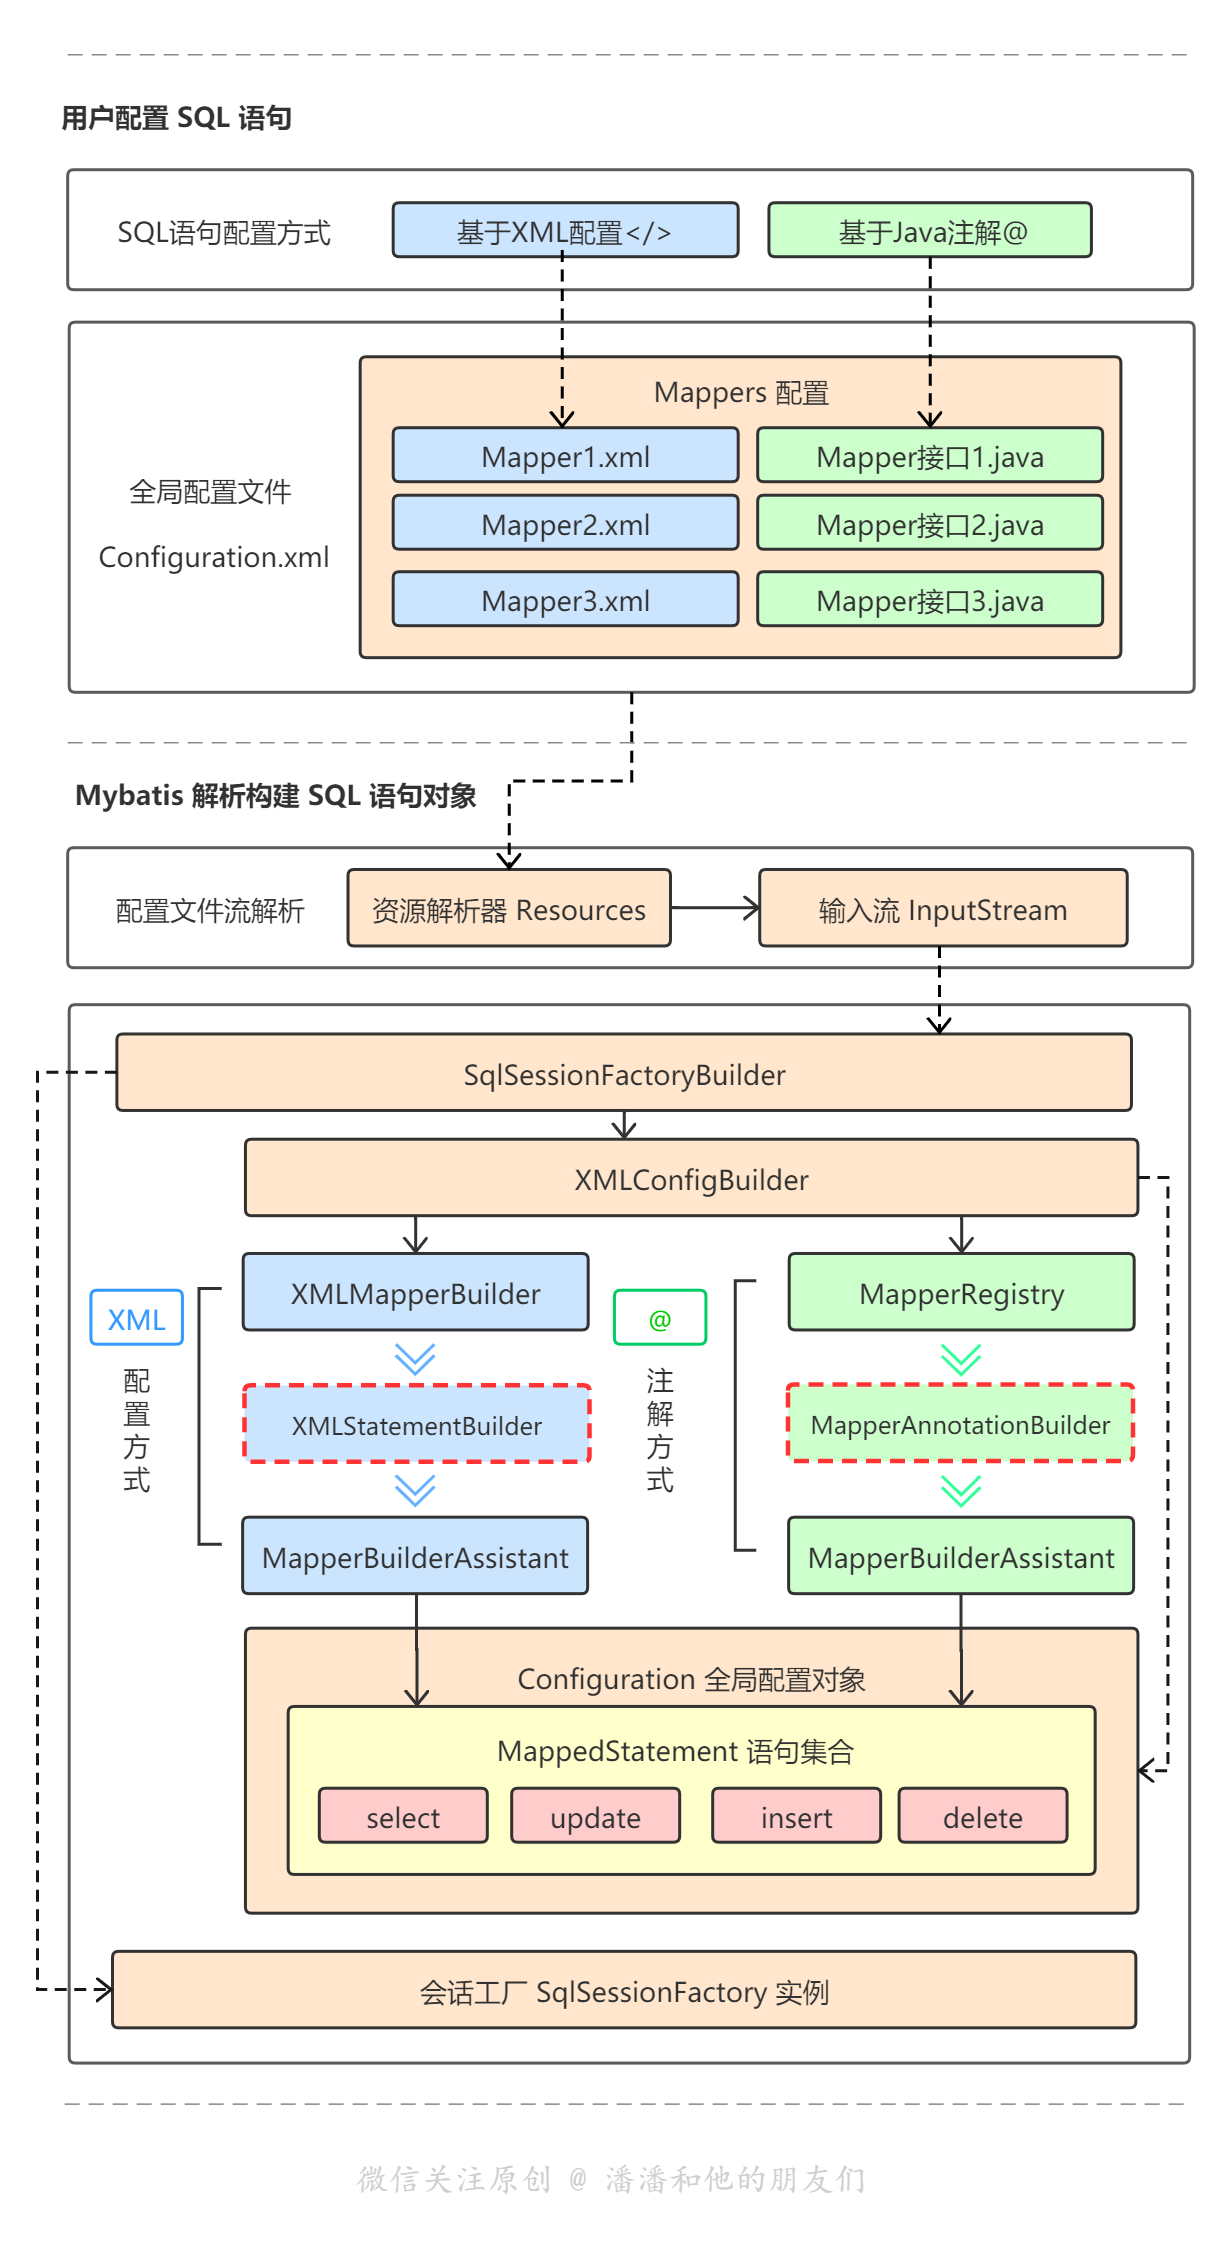 用户配置 SQL 语句
SQL语句配置方式
基于XML配置</>
基于Java注解@
Mappers 配置
Mapper1.xml
Mapper接口1.java
全局配置文件
Configuration.xml
Mapper2.xml
Mapper接口2.java
Mapper3.xml
Mapper接口3.java
Mybatis 解析构建 SQL 语句对象
配置文件流解析
资源解析器 Resources
输入流 InputStream
SqlSessionFactoryBuilder
XMLConfigBuilder
XML
配
置
方
式
XMLMapperBuilder
XMLStatementBuilder
MapperBuilderAssistant
@
注
解
方
式
MapperRegistry
MapperAnnotationBuilder
MapperBuilderAssistant
Configuration 全局配置对象
MappedStatement 语句集合
select
update
insert
delete
会话工厂 SqlSessionFactory 实例
微信关注原创 @ 潘潘和他的朋友们